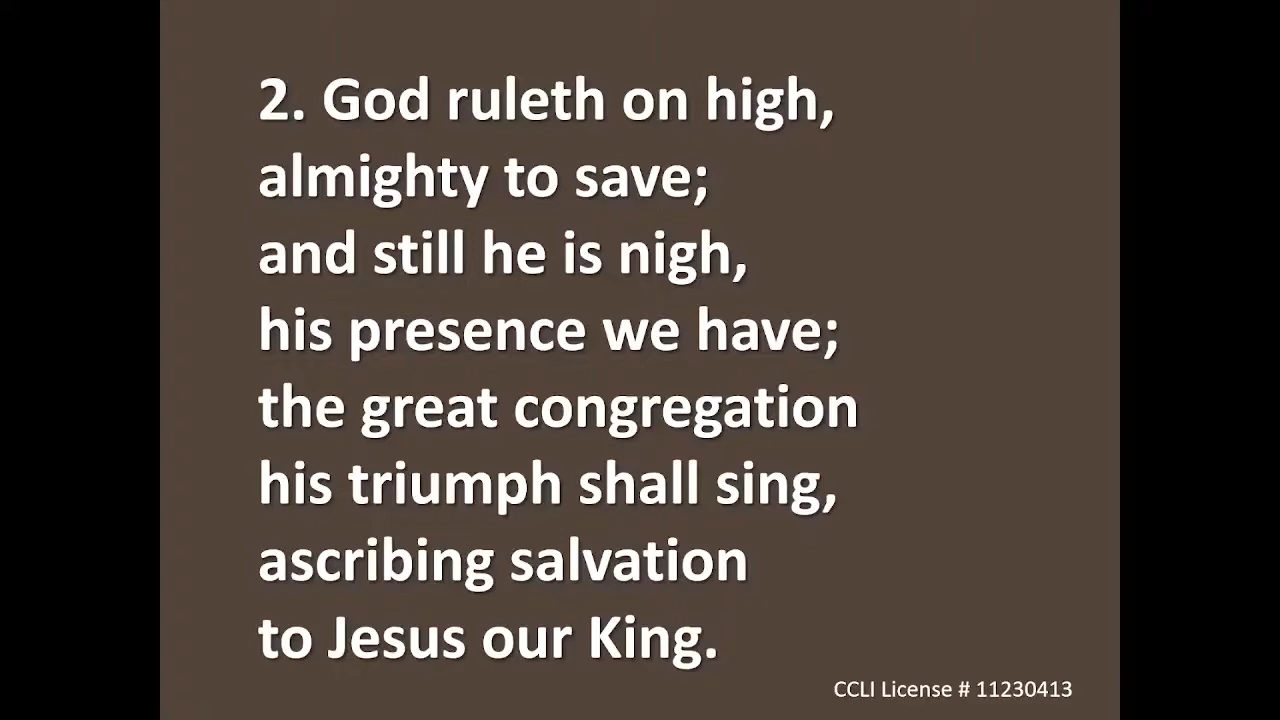 2. God ruleth on high,
almighty to save;
and still he is nigh,
his presence we have;
the great congregation
his triumph shall sing,
ascribing salvation
to Jesus our King.
CCLI License # 11230413